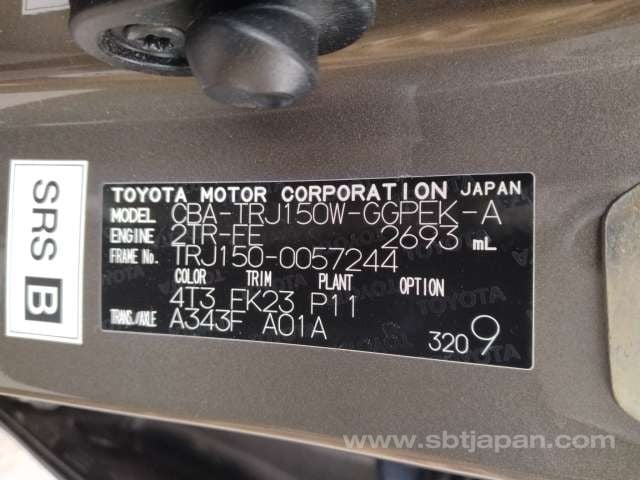 SRS B
TOYOTA MOTOR CORPORATION JAPAN
MODEL CBA-TRJ150W-GGPEK-A
ENGINE 2TR-FE 2693 mL
FRAME No. TRJ150-0057244
COLOR TRIM PLANT OPTION
4T3 FK23 P11
TRANS./AXLE A343F A01A
3209
www.sbtjapan.com